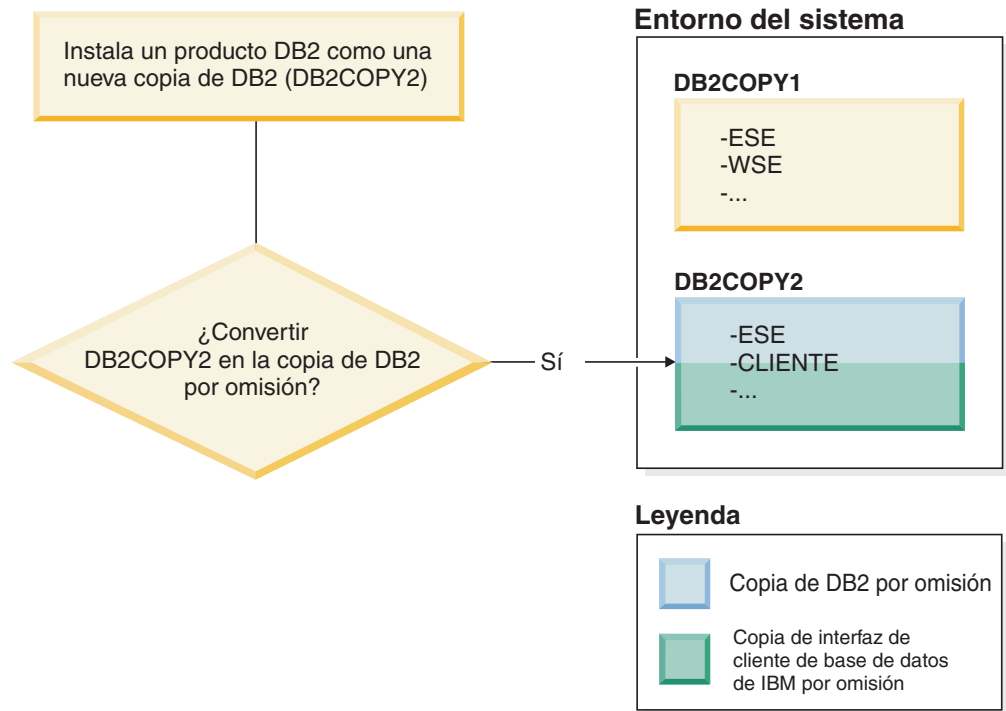 Instala un producto DB2 como una
nueva copia de DB2 (DB2COPY2)
¿Convertir
DB2COPY2 en la copia de DB2
por omisión?
Sí
Entorno del sistema
DB2COPY1
-ESE
-WSE
-...
DB2COPY2
-ESE
-CLIENTE
-...
Leyenda
Copia de DB2 por omisión
Copia de interfaz de
cliente de base de datos
de IBM por omisión